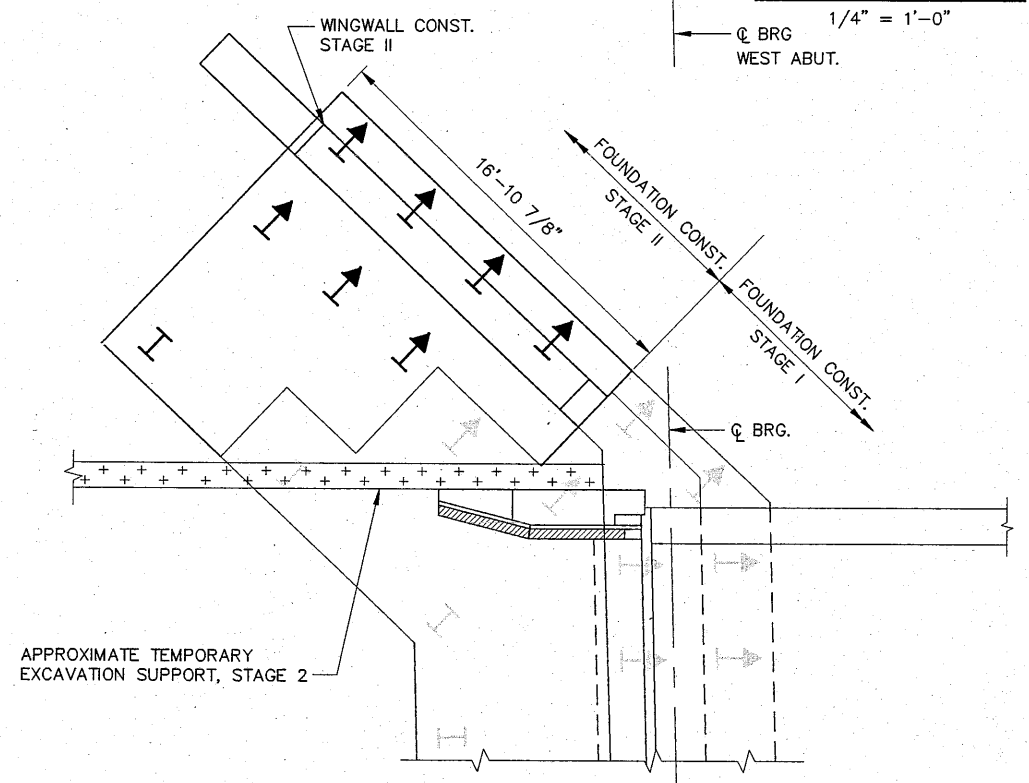 WINGWALL CONST.
STAGE II
1/4" = 1'-0"
℄ BRG
WEST ABUT.
16'-10 7/8"
FOUNDATION CONST.
STAGE II
FOUNDATION CONST.
STAGE I
℄ BRG.
APPROXIMATE TEMPORARY
EXCAVATION SUPPORT, STAGE 2